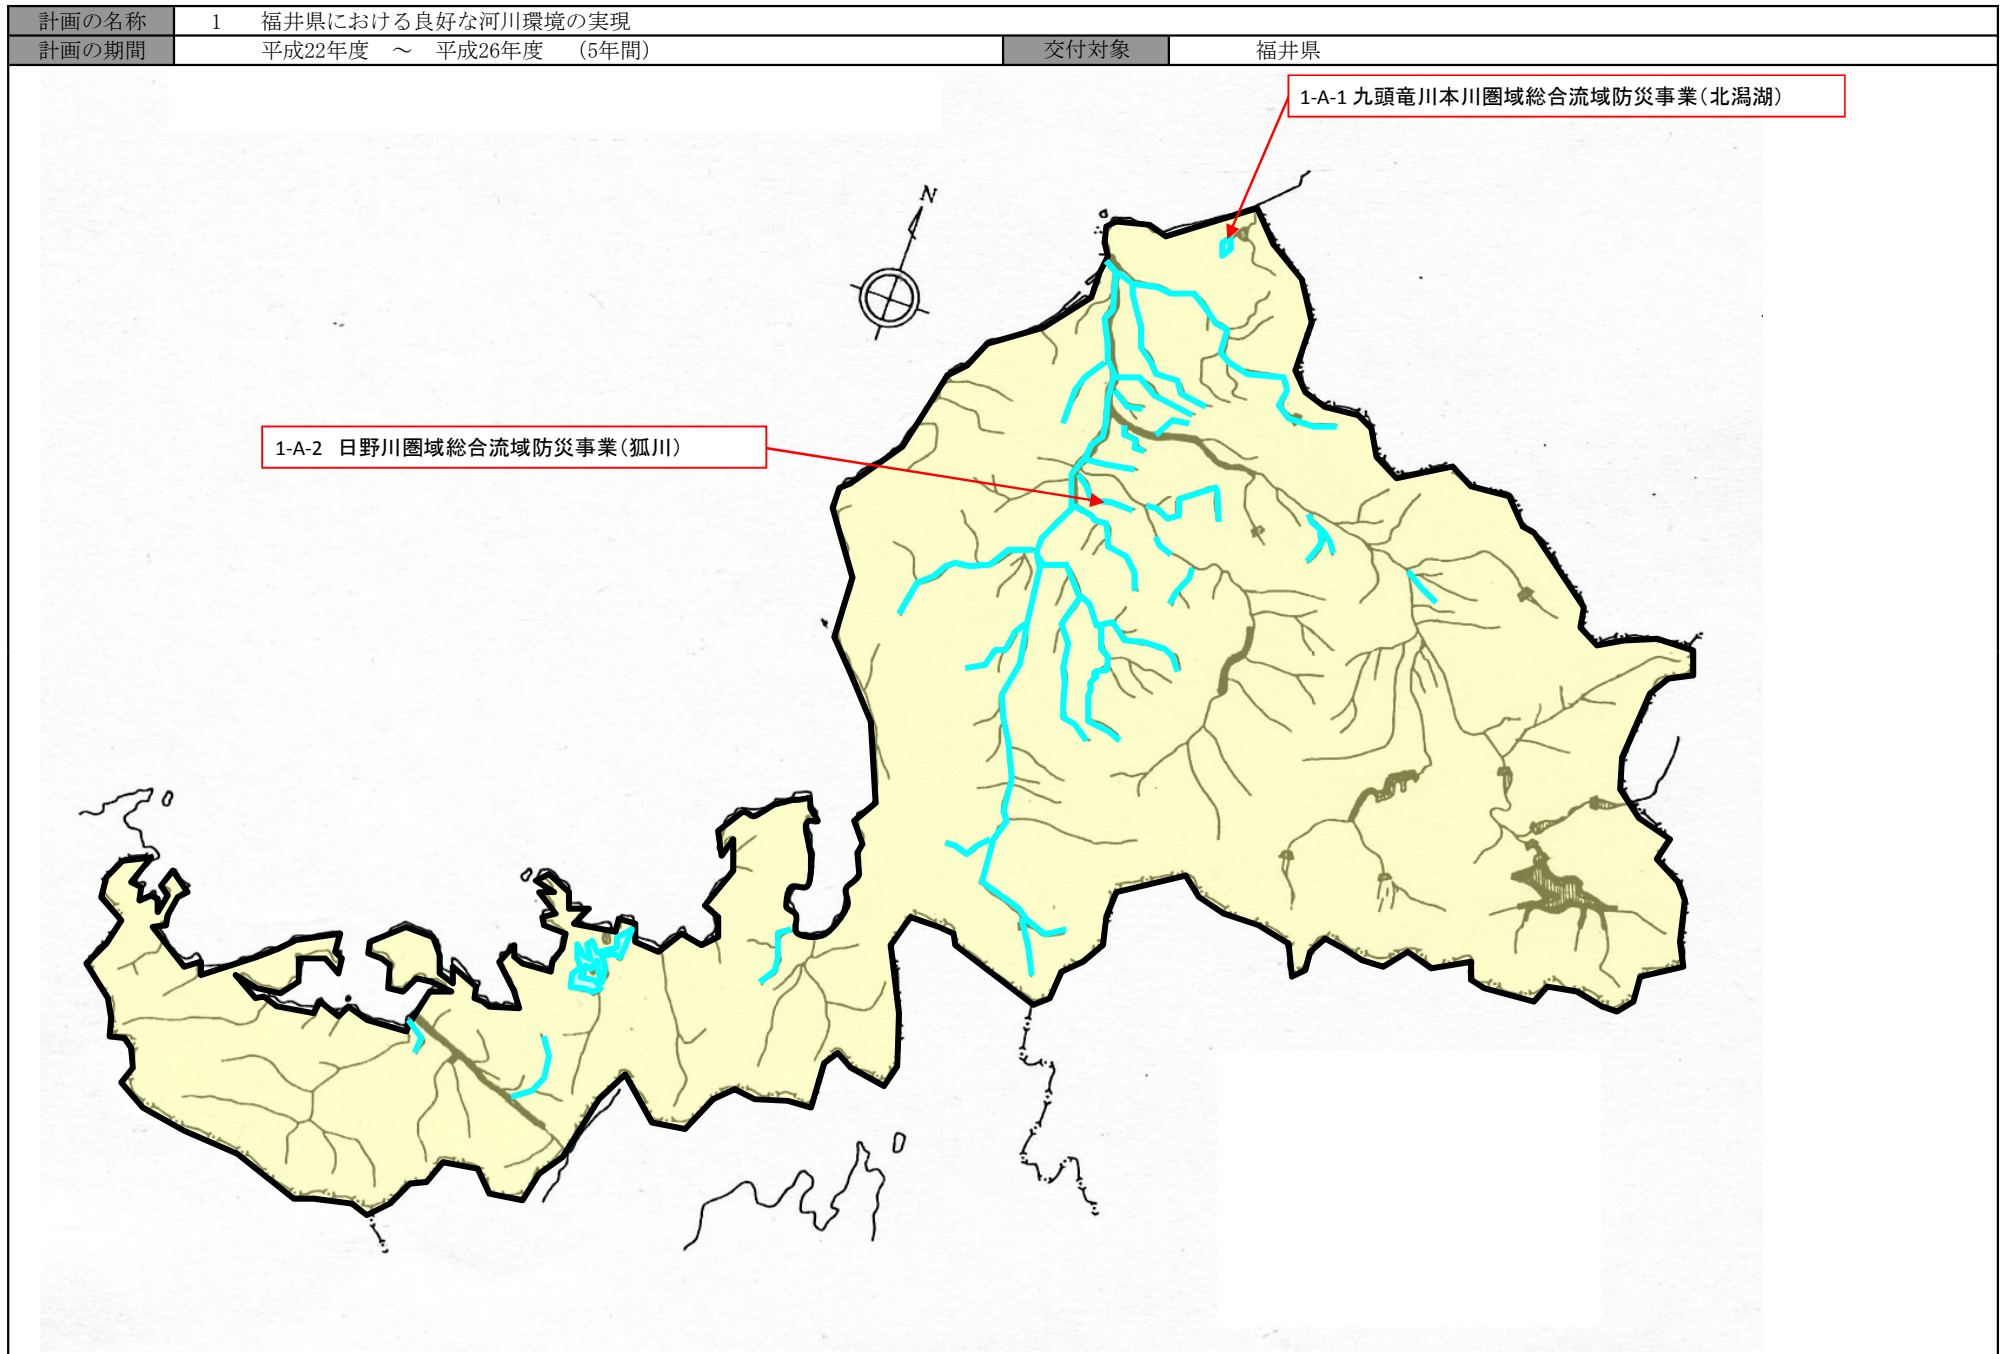 計画の名称 1 福井県における良好な河川環境の実現
計画の期間 平成22年度 ～ 平成26年度 （5年間） 交付対象 福井県
1-A-1 九頭竜川本川圏域総合流域防災事業（北潟湖）
N
1-A-2 日野川圏域総合流域防災事業（狐川）